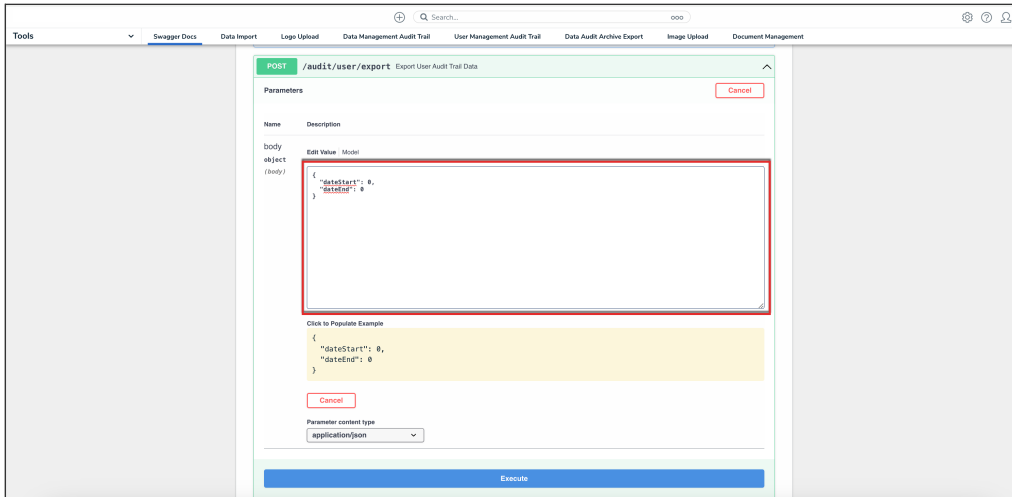 Search...
Tools
Swagger Docs
Data Import
Logo Upload
Data Management Audit Trail
User Management Audit Trail
Data Audit Archive Export
Image Upload
Document Management
POST /audit/user/export Export User Audit Trail Data
Parameters
Cancel
Name Description
body
object
(body)
Edit Value Model
{
"dateStart": 0,
"dateEnd": 0
}
Click to Populate Example
{
"dateStart": 0,
"dateEnd": 0
}
Cancel
Parameter content type
application/json
Execute